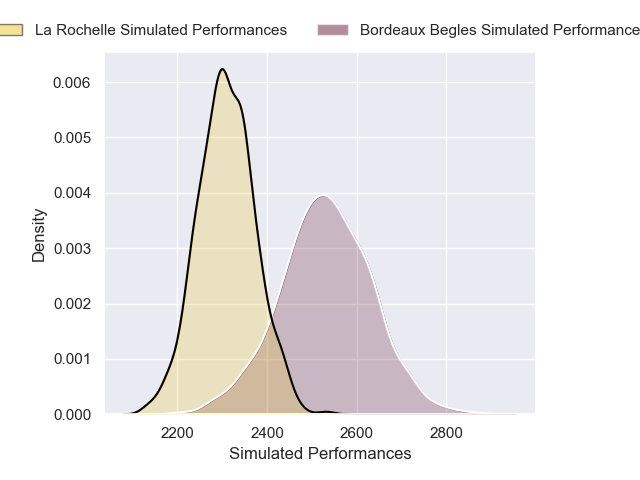 La Rochelle Simulated Performances
Bordeaux Begles Simulated Performance
0.006
0.005
0.004
0.003
0.002
0.001
0.000
Density
2200
2400
2600
2800
Simulated Performances